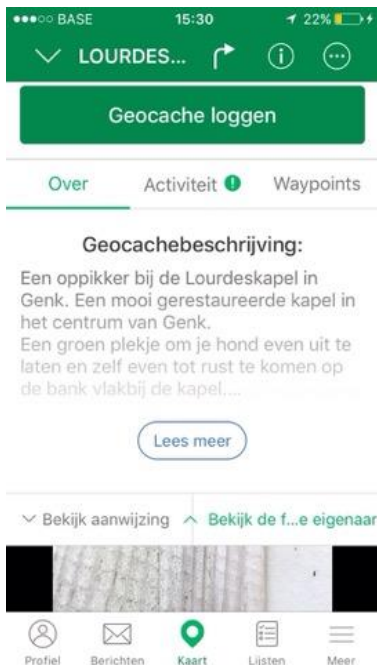 BASE 15:30 22%
LOURDES...
Geocache loggen
Over Activiteit Waypoints
Geocachebeschrijving:
Een oppikker bij de Lourdeskapel in
Genk. Een mooi gerestaureerde kapel in
het centrum van Genk.
Een groen plekje om je hond even uit te
laten en zelf even tot rust te komen op
de bank vlakbij de kapel....
Lees meer
Bekijk aanwijzing Bekijk de f...e eigenaar
Profiel Berichten Kaart Lijsten Meer